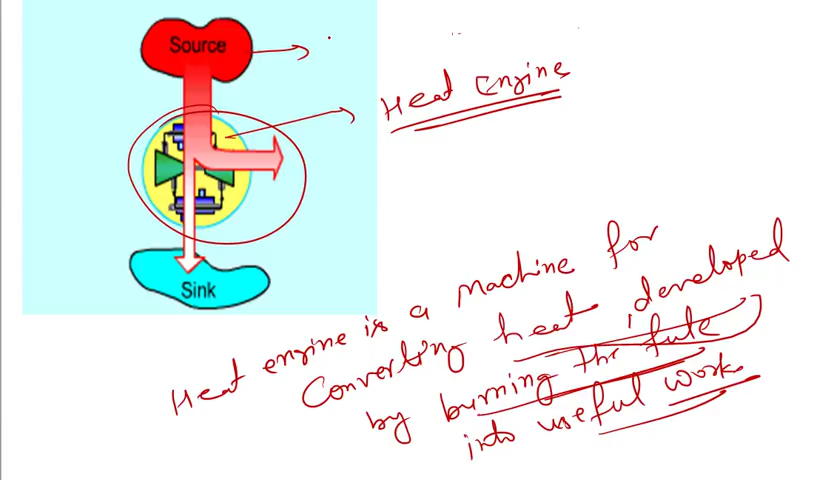 Source
Heat Engine
Sink
Heat engine is a machine for
Converting heat, developed
by burning the fule
into useful work